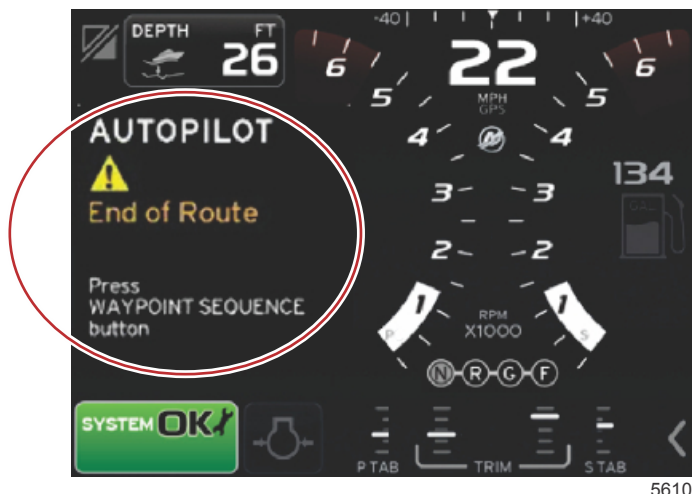 DEPTH FT
26
-40 +40
22
MPH
GPS
6 6
5 5
4 4
3 3
2 2
1 1
P S
RPM
X1000
N R G F
AUTOPILOT
End of Route
Press
WAYPOINT SEQUENCE
button
134
GAL
SYSTEM OK
P TAB TRIM S TAB
5610